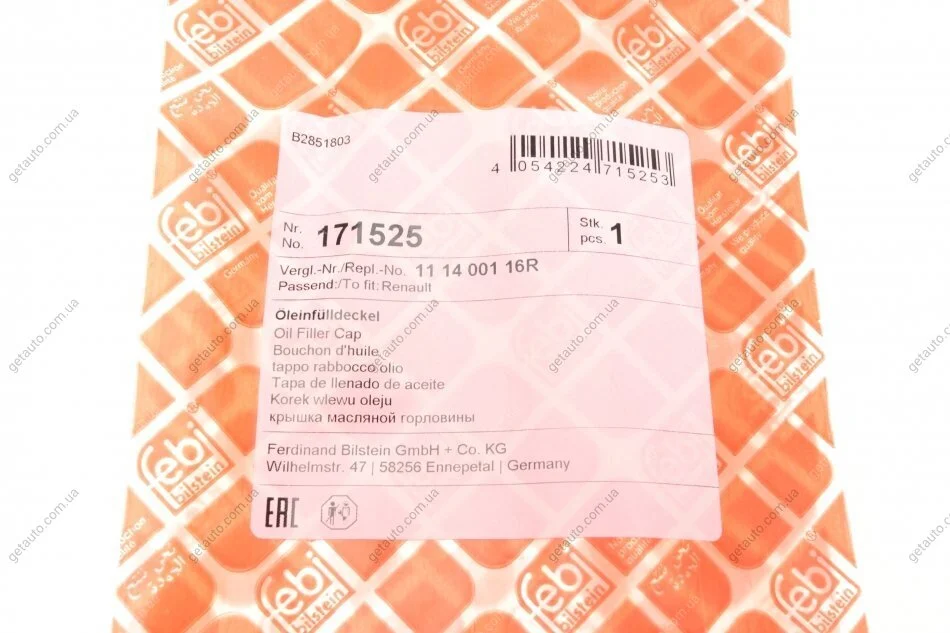 B2851803
4 054224 715253
Nr.
No. 171525
Stk.
pcs. 1
Vergl.-Nr./Repl.-No. 11 14 001 16R
Passend:/To fit: Renault
Öleinfülldeckel
Oil Filler Cap
Bouchon d'huile
tappo rabbocco olio
Tapa de llenado de aceite
Korek wlewu oleju
крышка масляной горловины
Ferdinand Bilstein GmbH + Co. KG
Wilhelmstr. 47 | 58256 Ennepetal | Germany
EAC
febi
bilstein
getauto.com.ua